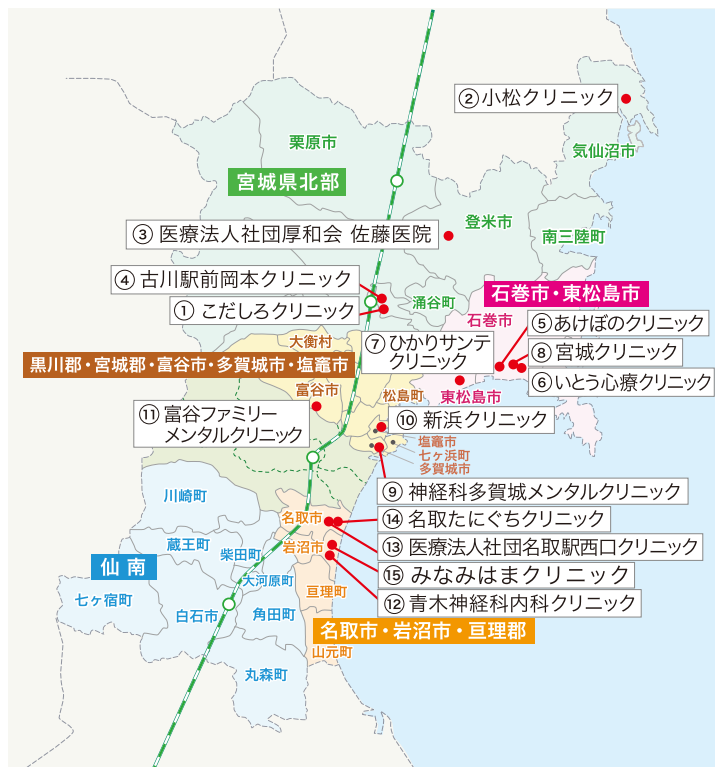 ②小松クリニック
栗原市
気仙沼市
宮城県北部
登米市
③ 医療法人社団厚和会 佐藤医院
南三陸町
④ 古川駅前岡本クリニック
石巻市・東松島市
涌谷町
① こだしろクリニック
石巻市
⑤あけぼのクリニック
大衡村
⑦ひかりサンテ
クリニック
⑧ 宮城クリニック
黒川郡・宮城郡・富谷市・多賀城市・塩竈市
⑥いとう心療クリニック
富谷市
松島町
東松島市
⑪ 富谷ファミリー
メンタルクリニック
⑩ 新浜クリニック
塩竈市
七ヶ浜町
多賀城市
⑨ 神経科多賀城メンタルクリニック
川崎町
名取市
⑭ 名取たにぐちクリニック
蔵王町
柴田町
岩沼市
⑬ 医療法人社団名取駅西口クリニック
仙南
⑮ みなみはまクリニック
大河原町
七ヶ宿町
亘理町
⑫ 青木神経科内科クリニック
白石市
角田町
名取市・岩沼市・亘理郡
山元町
丸森町